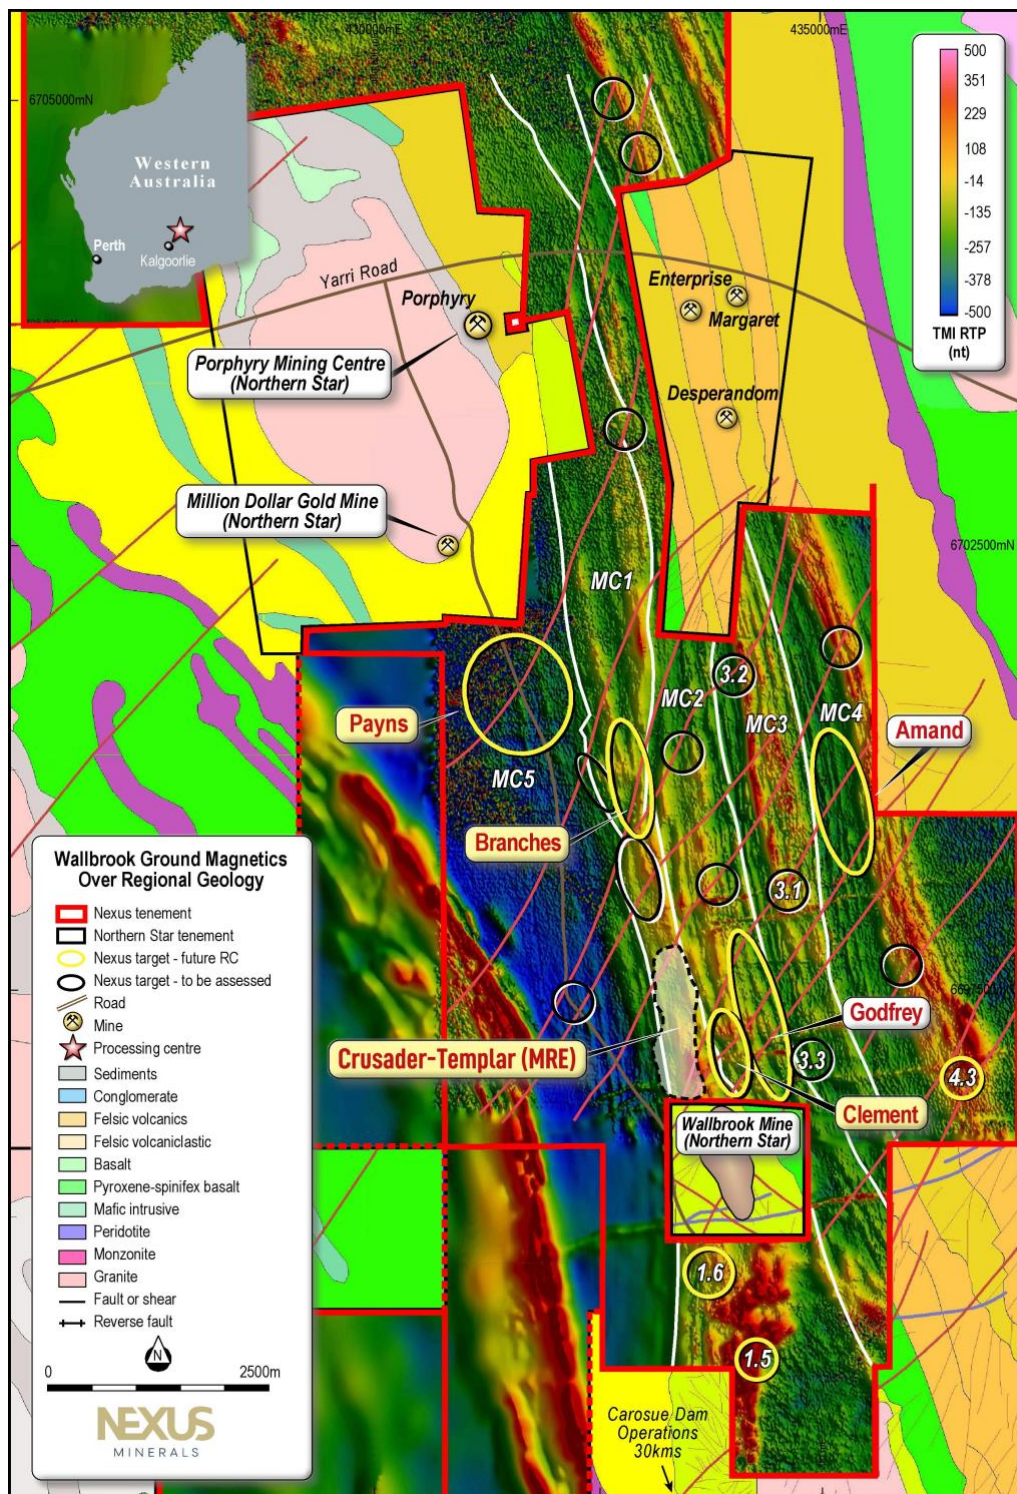 430000mE
435000mE
6705000mN
Western
Australia
Perth
Kalgoorlie
500
351
229
108
-14
-135
-257
-378
-500
TMI RTP
(nt)
Yarri Road
Porphyry
Porphyry Mining Centre
(Northern Star)
Enterprise
Margaret
Desperandom
Million Dollar Gold Mine
(Northern Star)
6702500mN
MC1
3.2
MC2
MC3
MC4
Payns
Amand
MC5
Branches
3.1
Godfrey
Crusader-Templar (MRE)
3.3
4.3
Clement
Wallbrook Mine
(Northern Star)
1.6
1.5
Carosue Dam
Operations
30kms
Wallbrook Ground Magnetics
Over Regional Geology
Nexus tenement
Northern Star tenement
Nexus target - future RC
Nexus target - to be assessed
Road
Mine
Processing centre
Sediments
Conglomerate
Felsic volcanics
Felsic volcaniclastic
Basalt
Pyroxene-spinifex basalt
Mafic intrusive
Peridotite
Monzonite
Granite
Fault or shear
Reverse fault
N
0 2500m
NEXUS
MINERALS